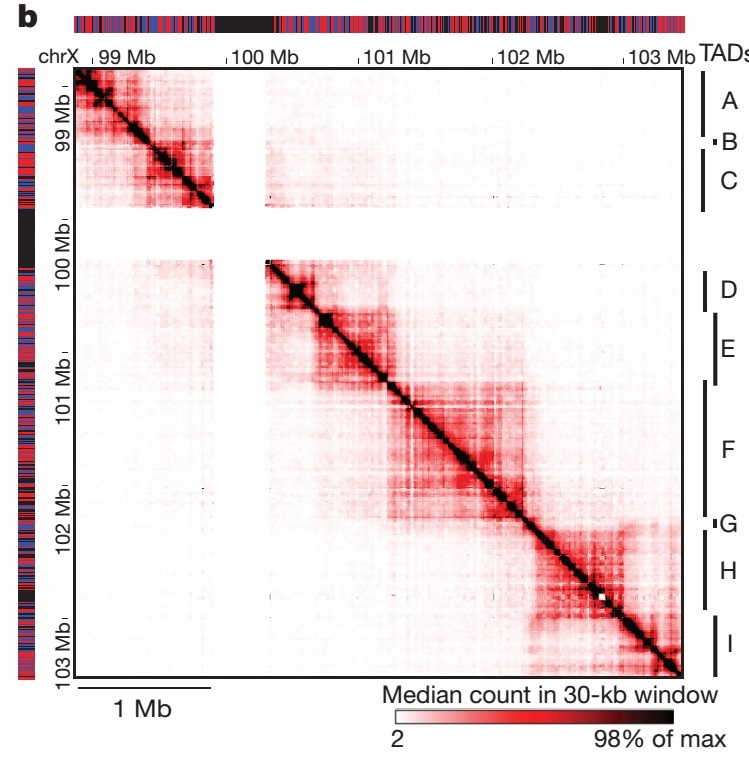 b
chrX 99 Mb 100 Mb 101 Mb 102 Mb 103 Mb TADs
99 Mb
100 Mb
101 Mb
102 Mb
103 Mb
A
B
C
D
E
F
G
H
I
1 Mb
Median count in 30-kb window
2 98% of max